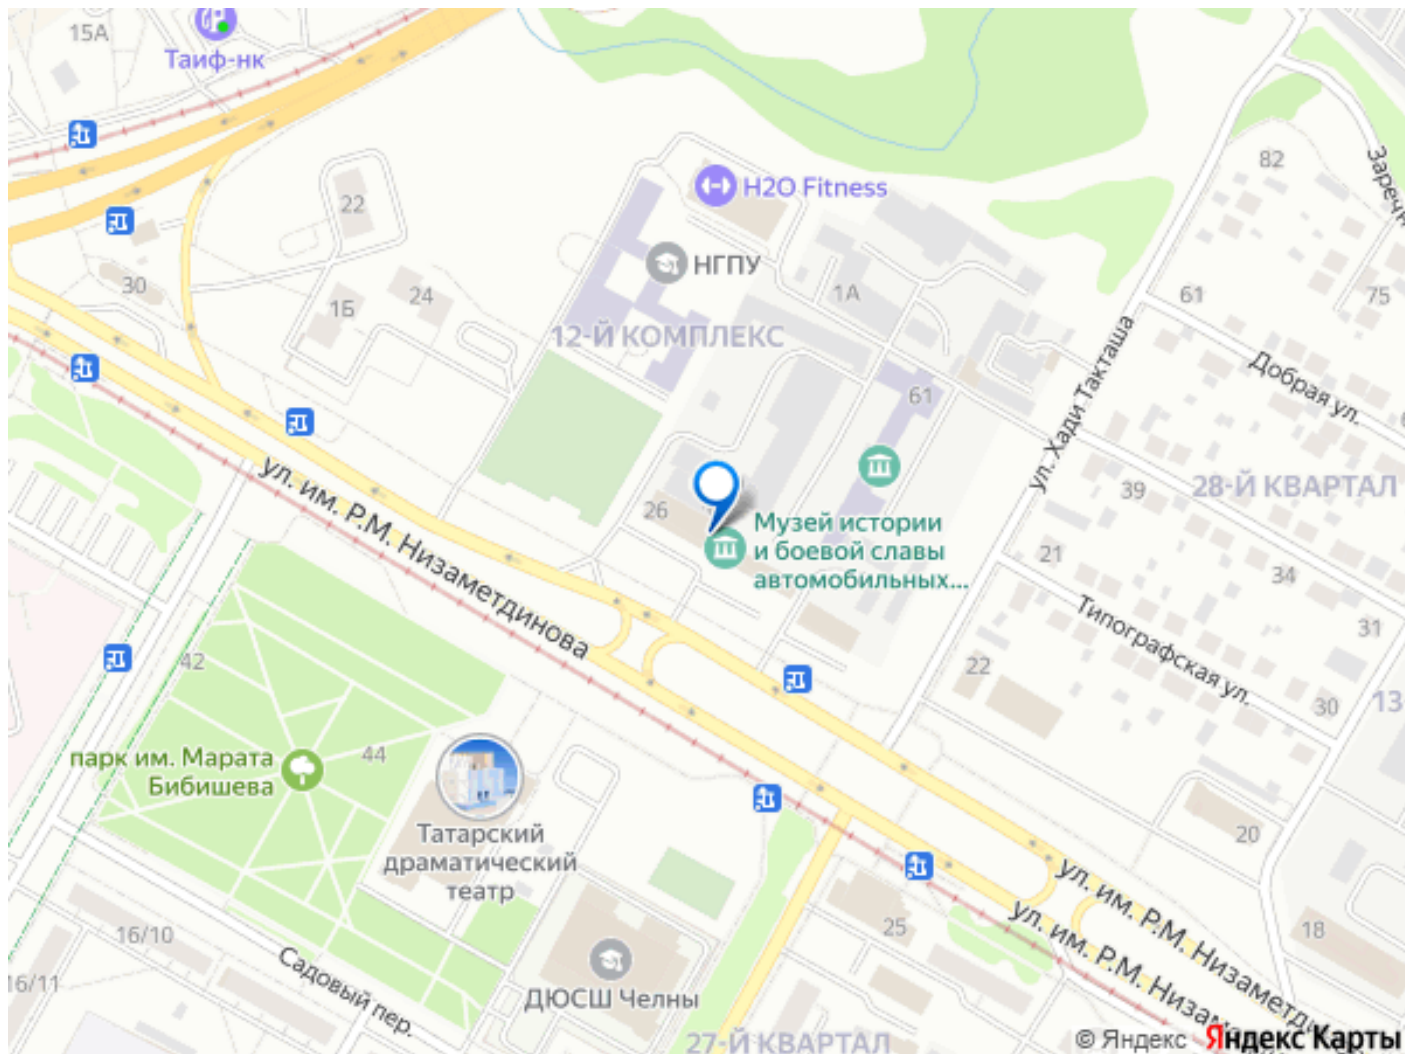 15А
Таиф-нк
82
Заречн
22
H2O Fitness
НГПУ
30
1Б
24
1А
61
75
12-Й КОМПЛЕКС
ул. Хади Такташа
Добрая ул.
61
ул. им. Р.М. Низаметдинова
26
39
28-Й КВАРТАЛ
Музей истории
и боевой славы
автомобильных...
21
34
Типографская ул.
31
42
22
30
13
парк им. Марата
Бибишева
44
Татарский
драматический
театр
20
ул. им. Р.М. Низаметди
ул. им. Р.М. Низам
16/10
25
18
Садовый пер.
16/11
ДЮСШ Челны
27-Й КВАРТАЛ
© Яндекс Яндекс Карты